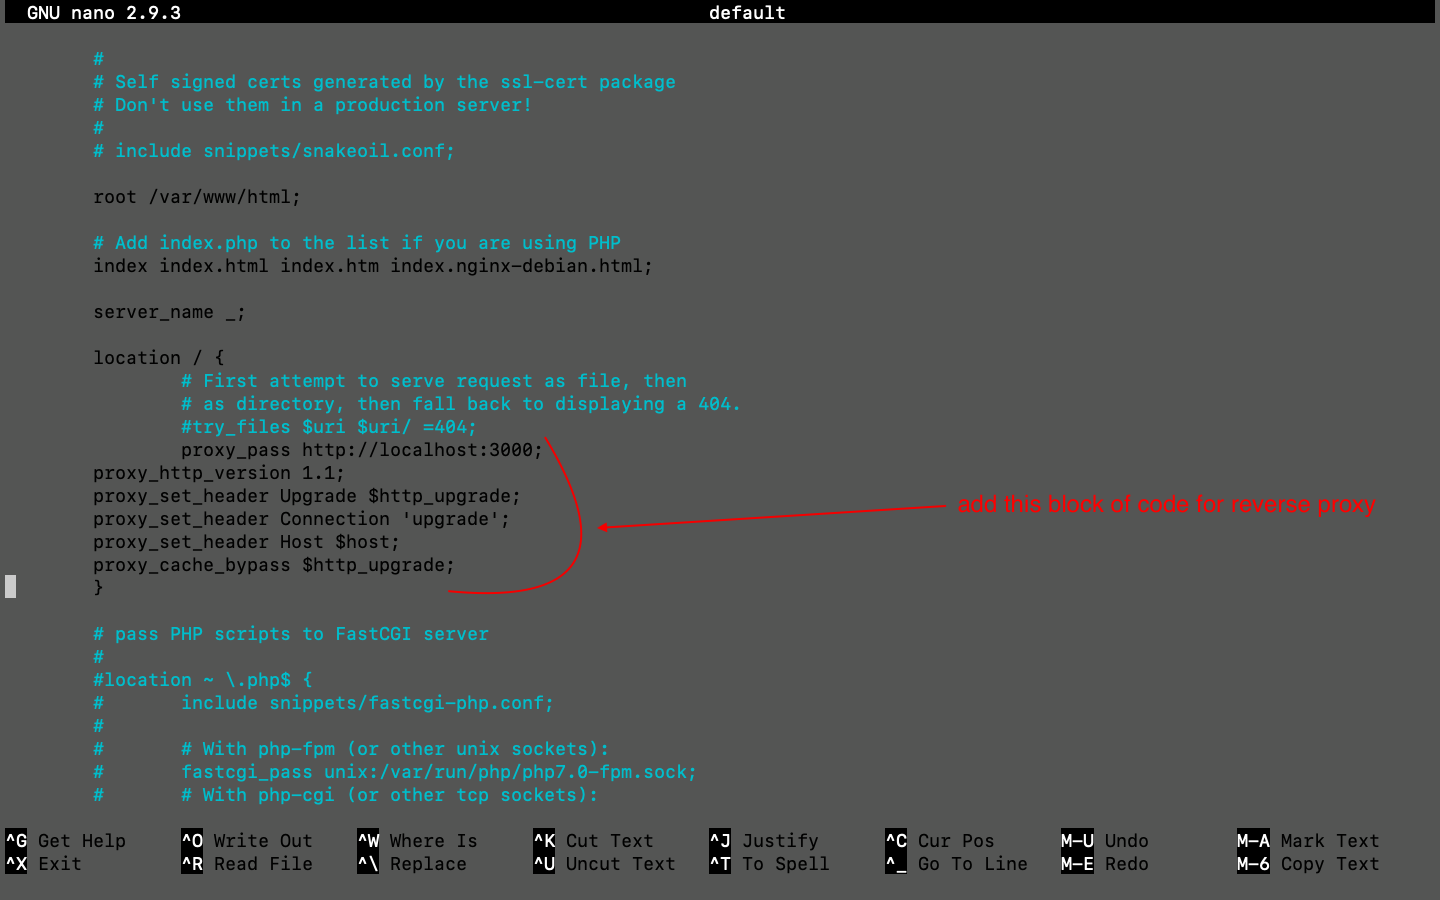 GNU nano 2.9.3 default
#
# Self signed certs generated by the ssl-cert package
# Don't use them in a production server!
#
# include snippets/snakeoil.conf;
root /var/www/html;
# Add index.php to the list if you are using PHP
index index.html index.htm index.nginx-debian.html;
server_name _;
location / {
# First attempt to serve request as file, then
# as directory, then fall back to displaying a 404.
#try_files $uri $uri/ =404;
proxy_pass http://localhost:3000;
proxy_http_version 1.1;
proxy_set_header Upgrade $http_upgrade;
proxy_set_header Connection 'upgrade';
proxy_set_header Host $host;
proxy_cache_bypass $http_upgrade;
}
add this block of code for reverse proxy
# pass PHP scripts to FastCGI server
#
#location ~ \.php$ {
# include snippets/fastcgi-php.conf;
#
# # With php-fpm (or other unix sockets):
# fastcgi_pass unix:/var/run/php/php7.0-fpm.sock;
# # With php-cgi (or other tcp sockets):
^G Get Help ^O Write Out ^W Where Is ^K Cut Text ^J Justify ^C Cur Pos M-U Undo M-A Mark Text
^X Exit ^R Read File ^\ Replace ^U Uncut Text ^T To Spell ^_ Go To Line M-E Redo M-6 Copy Text